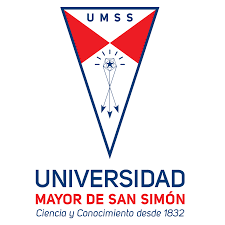 UMSS
UNIVERSIDAD
MAYOR DE SAN SIMÓN
Ciencia y Conocimiento desde 1832